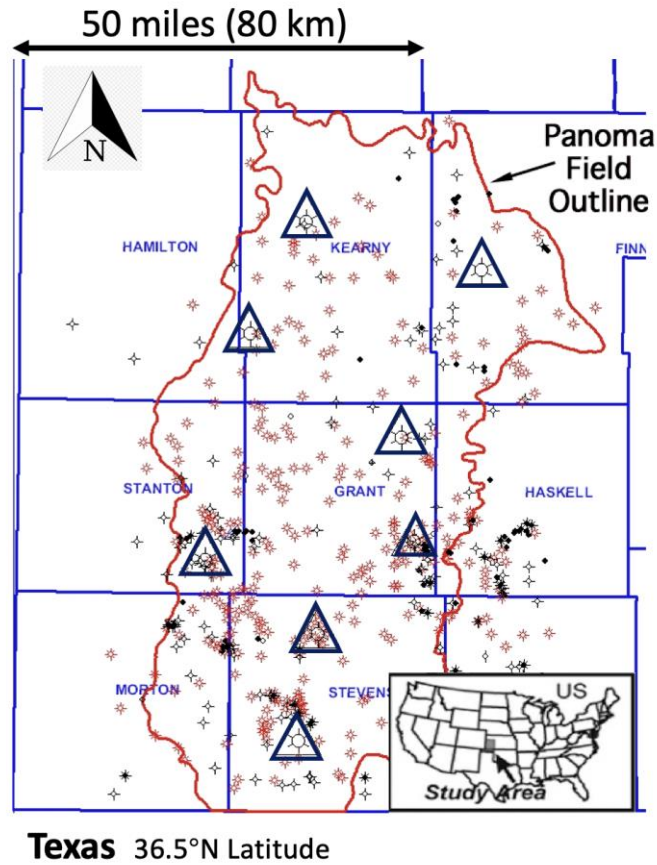 50 miles (80 km)
N
Panoma
Field
Outline
HAMILTON
KEARNY
FINN
STANTON
GRANT
HASKELL
MORTON
STEVENS
US
Study Area
Texas 36.5°N Latitude